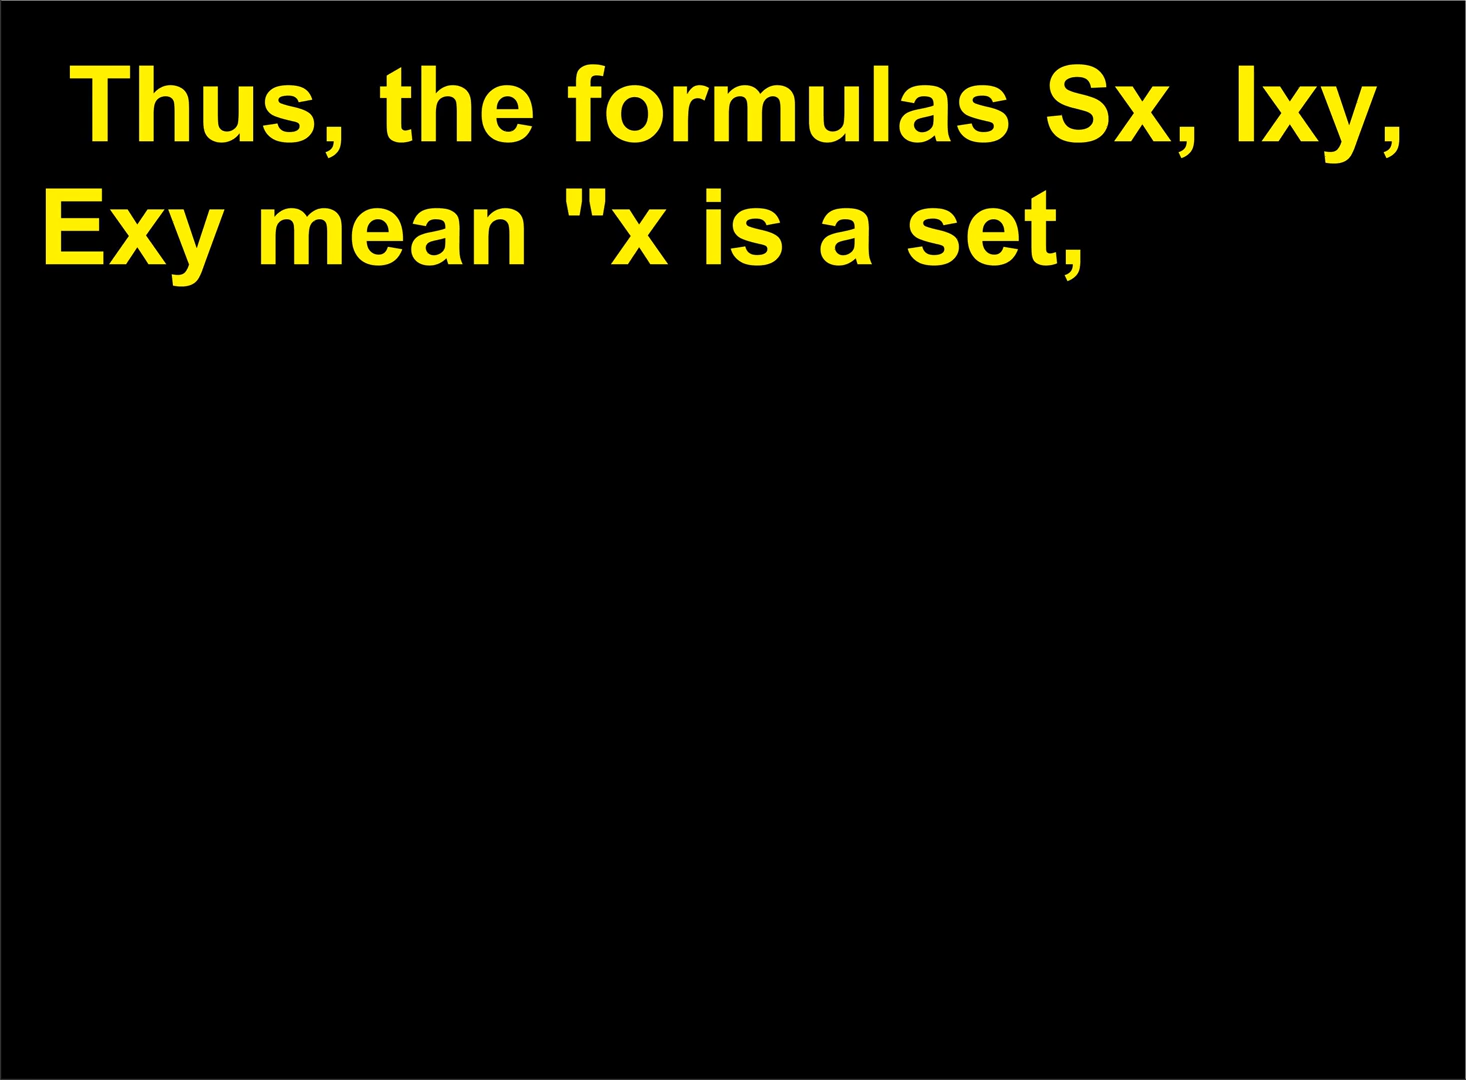 Thus, the formulas Sx, Ixy,
Exy mean "x is a set,